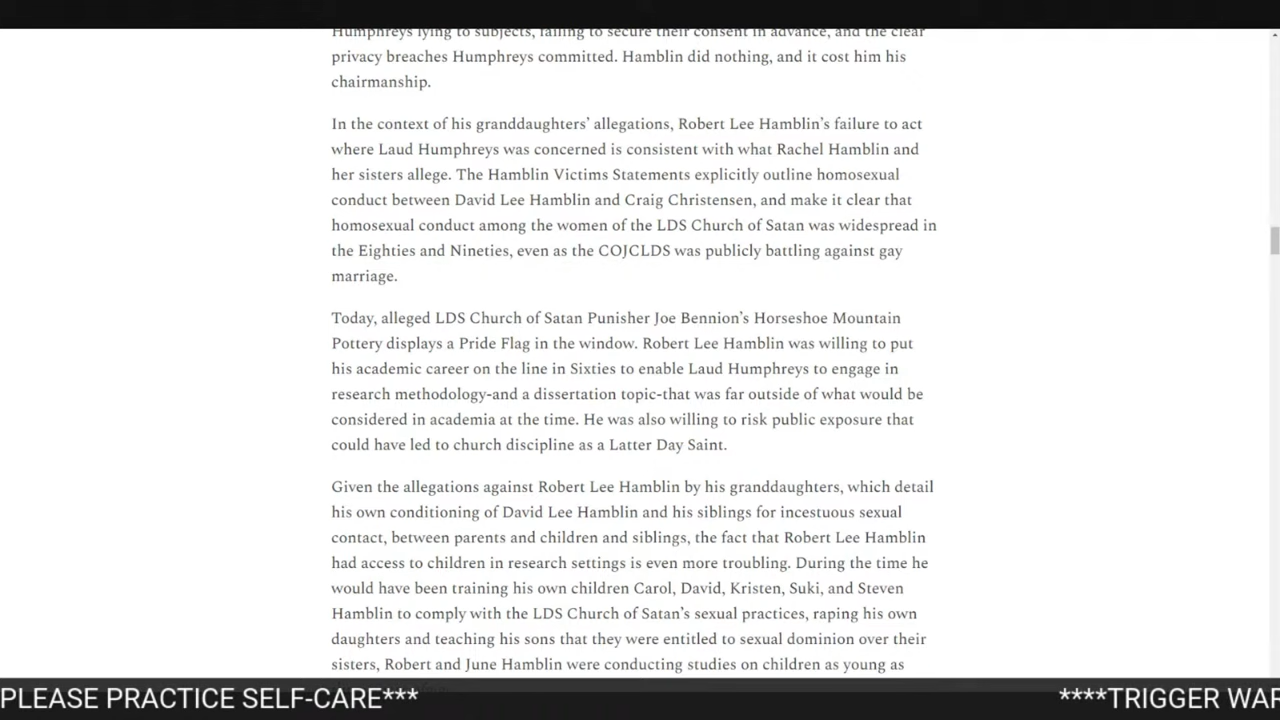 Humphreys lying to subjects, failing to secure their consent in advance, and the clear
privacy breaches Humphreys committed. Hamblin did nothing, and it cost him his
chairmanship.
In the context of his granddaughters' allegations, Robert Lee Hamblin's failure to act
where Laud Humphreys was concerned is consistent with what Rachel Hamblin and
her sisters allege. The Hamblin Victims Statements explicitly outline homosexual
conduct between David Lee Hamblin and Craig Christensen, and make it clear that
homosexual conduct among the women of the LDS Church of Satan was widespread in
the Eighties and Nineties, even as the COJCLDS was publicly battling against gay
marriage.
Today, alleged LDS Church of Satan Punisher Joe Bennion's Horseshoe Mountain
Pottery displays a Pride Flag in the window. Robert Lee Hamblin was willing to put
his academic career on the line in Sixties to enable Laud Humphreys to engage in
research methodology-and a dissertation topic-that was far outside of what would be
considered in academia at the time. He was also willing to risk public exposure that
could have led to church discipline as a Latter Day Saint.
Given the allegations against Robert Lee Hamblin by his granddaughters, which detail
his own conditioning of David Lee Hamblin and his siblings for incestuous sexual
contact, between parents and children and siblings, the fact that Robert Lee Hamblin
had access to children in research settings is even more troubling. During the time he
would have been training his own children Carol, David, Kristen, Suki, and Steven
Hamblin to comply with the LDS Church of Satan's sexual practices, raping his own
daughters and teaching his sons that they were entitled to sexual dominion over their
sisters, Robert and June Hamblin were conducting studies on children as young as
PLEASE PRACTICE SELF-CARE*** ****TRIGGER WAR